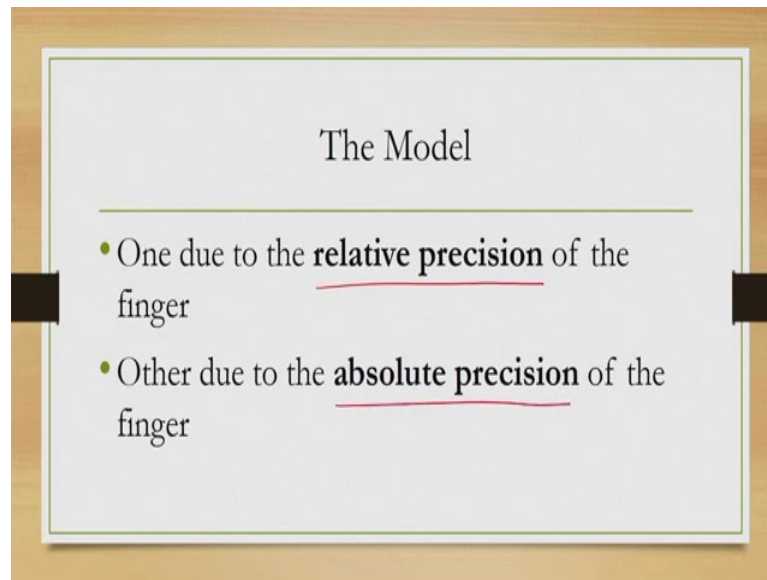 The Model
• One due to the relative precision of the
finger
• Other due to the absolute precision of the
finger